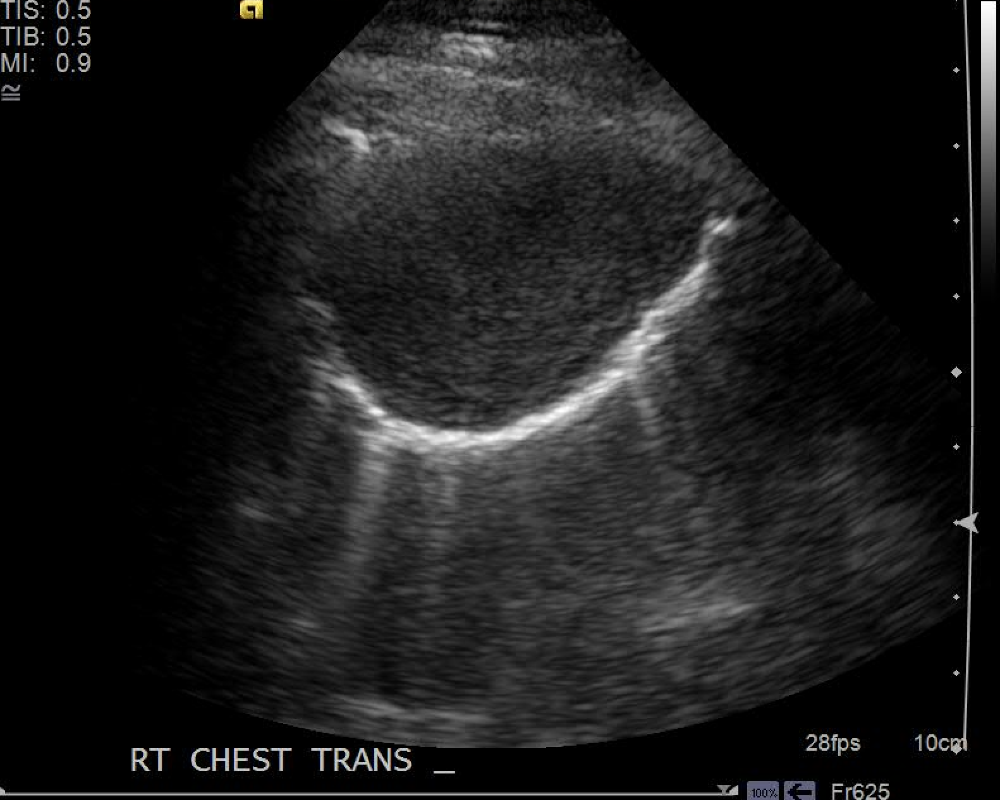 TIS: 0.5
TIB: 0.5
MI: 0.9
28fps 10cm
RT CHEST TRANS _
100% Fr625